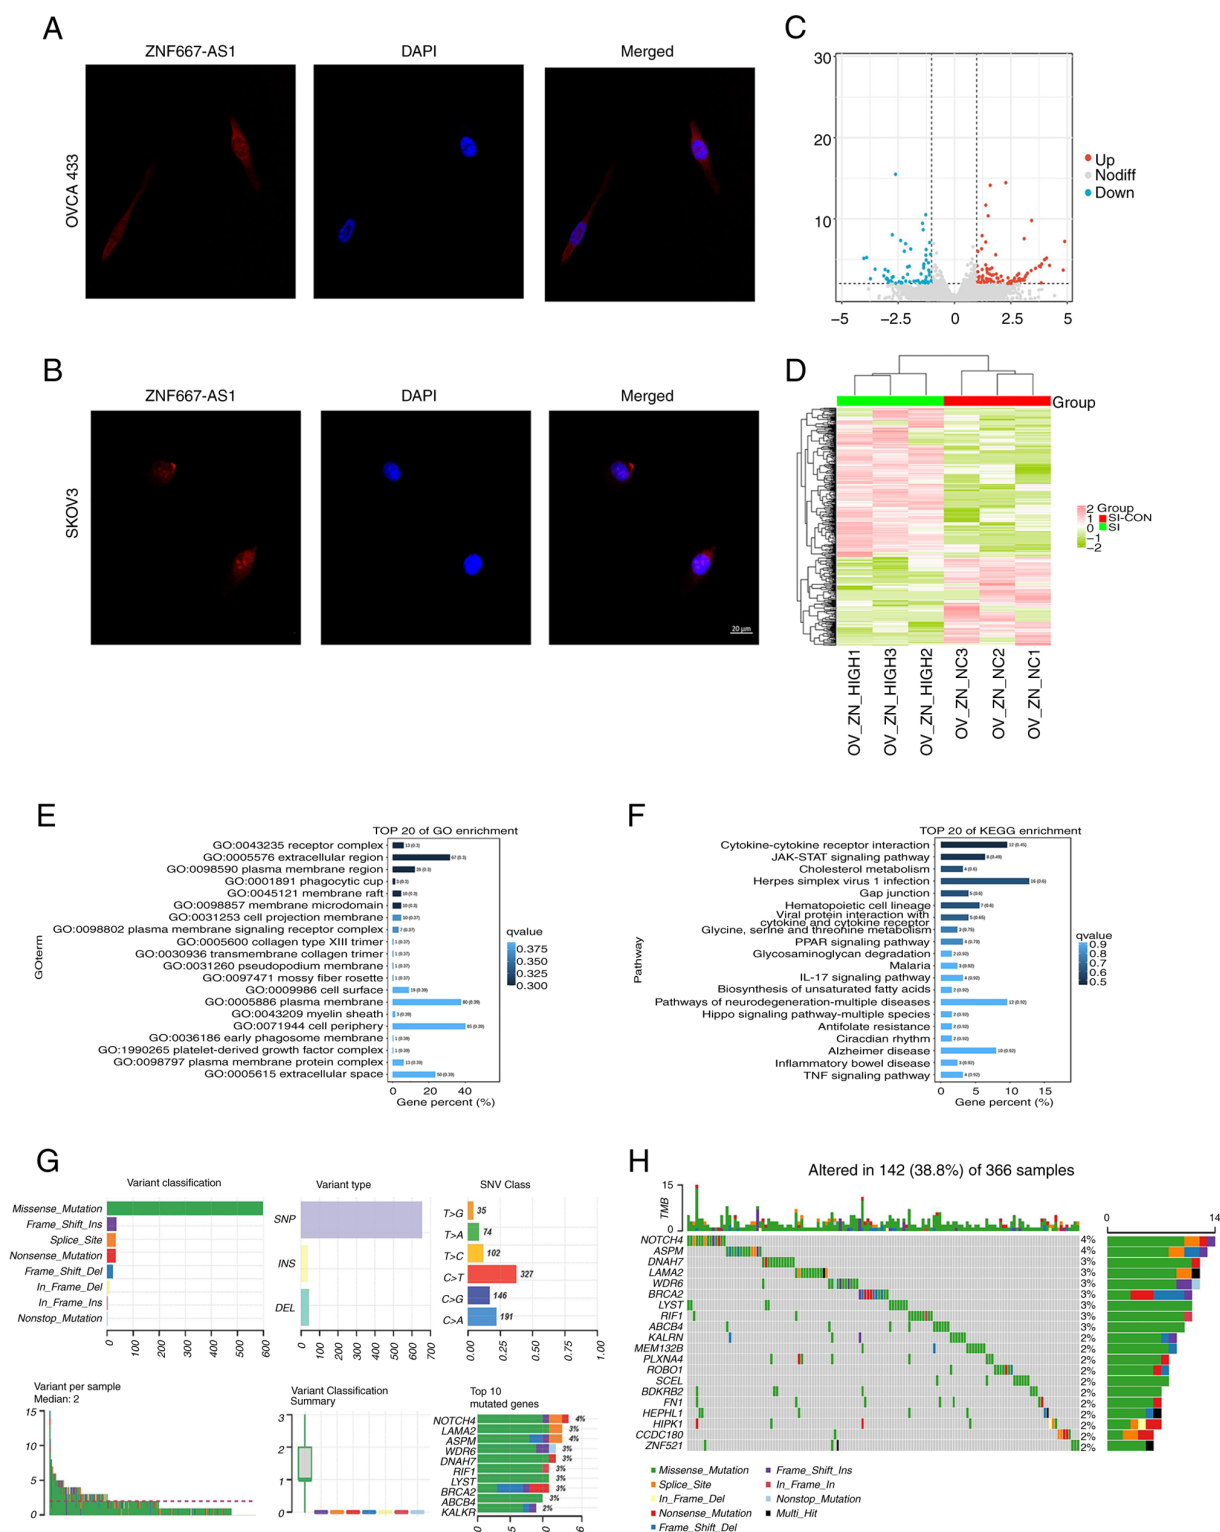 A
ZNF667-AS1
DAPI
Merged
OVCA 433
B
ZNF667-AS1
DAPI
Merged
SKOV3
20 µm
C
30
20
10
−5
−2.5
0
2.5
5
Up
Nodiff
Down
D
Group
2
1
0
−1
−2
Group
SI-CON
SI
OV_ZN_HIGH1
OV_ZN_HIGH3
OV_ZN_HIGH2
OV_ZN_NC3
OV_ZN_NC2
OV_ZN_NC1
E
TOP 20 of GO enrichment
GOterm
GO:0043235 receptor complex
GO:0005576 extracellular region
GO:0098590 plasma membrane region
GO:0001891 phagocytic cup
GO:0045121 membrane raft
GO:0098857 membrane microdomain
GO:0031253 cell projection membrane
GO:0098802 plasma membrane signaling receptor complex
GO:0005600 collagen type XIII trimer
GO:0030936 transmembrane collagen trimer
GO:0031260 pseudopodium membrane
GO:0097471 mossy fiber rosette
GO:0009986 cell surface
GO:0005886 plasma membrane
GO:0043209 myelin sheath
GO:0071944 cell periphery
GO:0036186 early phagosome membrane
GO:1990265 platelet-derived growth factor complex
GO:0098797 plasma membrane protein complex
GO:0005615 extracellular space
0
20
40
Gene percent (%)
qvalue
0.375
0.350
0.325
0.300
F
TOP 20 of KEGG enrichment
Pathway
Cytokine-cytokine receptor interaction
JAK-STAT signaling pathway
Cholesterol metabolism
Herpes simplex virus 1 infection
Gap junction
Hematopoietic cell lineage
Viral protein interaction with
cytokine and cytokine receptor
Glycine, serine and threonine metabolism
PPAR signaling pathway
Glycosaminoglycan degradation
Malaria
IL-17 signaling pathway
Biosynthesis of unsaturated fatty acids
Pathways of neurodegeneration-multiple diseases
Hippo signaling pathway-multiple species
Antifolate resistance
Ciracdian rhythm
Alzheimer disease
Inflammatory bowel disease
TNF signaling pathway
0
5
10
15
Gene percent (%)
qvalue
0.9
0.8
0.7
0.6
0.5
G
Variant classification
Missense_Mutation
Frame_Shift_Ins
Splice_Site
Nonsense_Mutation
Frame_Shift_Del
In_Frame_Del
In_Frame_Ins
Nonstop_Mutation
0
100
200
300
400
500
600
Variant type
SNP
INS
DEL
0
100
200
300
400
500
600
700
SNV Class
T>G
35
T>A
74
T>C
102
C>T
327
C>G
146
C>A
191
0.00
0.25
0.50
0.75
1.00
Variant per sample
Median: 2
15
10
5
0
Variant Classification
Summary
3
2
1
0
Top 10
mutated genes
NOTCH4
4%
LAMA2
3%
ASPM
4%
WDR6
3%
DNAH7
3%
RIF1
3%
LYST
3%
BRCA2
3%
ABCB4
3%
KALKR
2%
0
5
0
6
H
Altered in 142 (38.8%) of 366 samples
TMB
15
0
0
14
NOTCH4
4%
ASPM
4%
DNAH7
3%
LAMA2
3%
WDR6
3%
BRCA2
3%
LYST
3%
RIF1
3%
ABCB4
3%
KALRN
2%
MEM132B
2%
PLXNA4
2%
ROBO1
2%
SCEL
2%
BDKRB2
2%
FN1
2%
HEPHL1
2%
HIPK1
2%
CCDC180
2%
ZNF521
2%
Missense_Mutation
Splice_Site
In_Frame_Del
Nonsense_Mutation
Frame_Shift_Del
Frame_Shift_Ins
In_Frame_In
Nonstop_Mutation
Multi_Hit